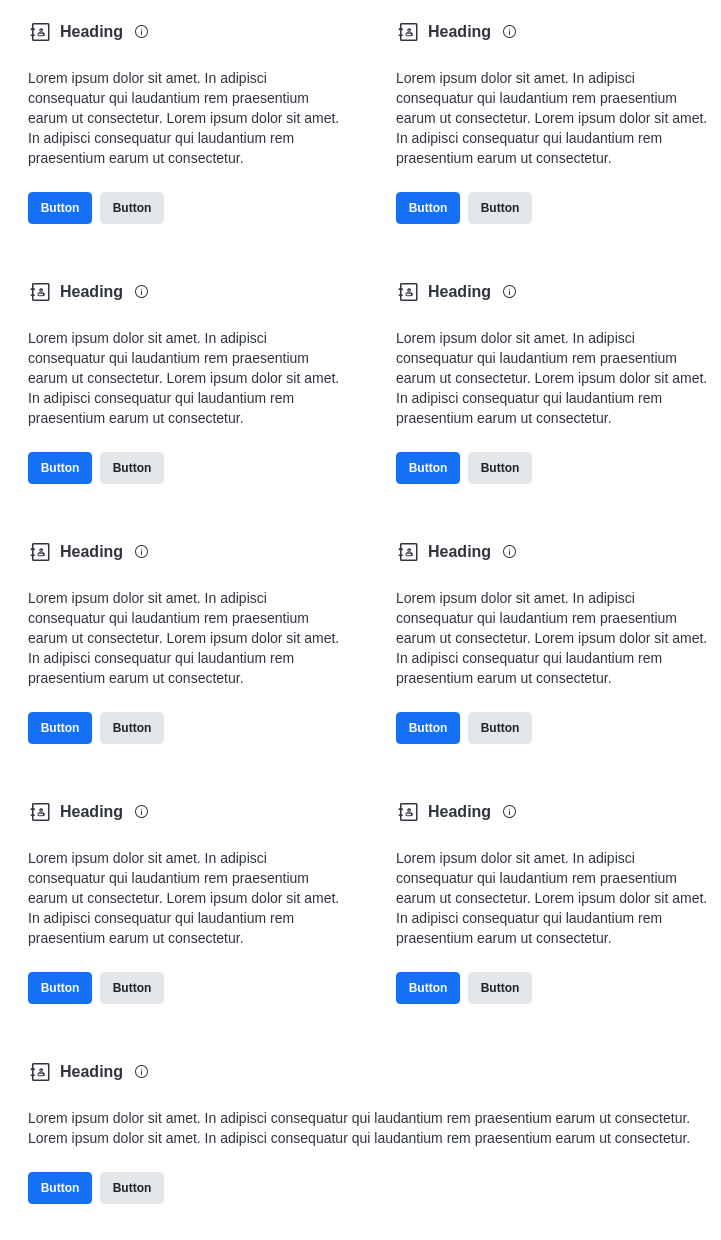 Heading
Lorem ipsum dolor sit amet. In adipisci
consequatur qui laudantium rem praesentium
earum ut consectetur. Lorem ipsum dolor sit amet.
In adipisci consequatur qui laudantium rem
praesentium earum ut consectetur.
Button Button
Heading
Lorem ipsum dolor sit amet. In adipisci
consequatur qui laudantium rem praesentium
earum ut consectetur. Lorem ipsum dolor sit amet.
In adipisci consequatur qui laudantium rem
praesentium earum ut consectetur.
Button Button
Heading
Lorem ipsum dolor sit amet. In adipisci
consequatur qui laudantium rem praesentium
earum ut consectetur. Lorem ipsum dolor sit amet.
In adipisci consequatur qui laudantium rem
praesentium earum ut consectetur.
Button Button
Heading
Lorem ipsum dolor sit amet. In adipisci
consequatur qui laudantium rem praesentium
earum ut consectetur. Lorem ipsum dolor sit amet.
In adipisci consequatur qui laudantium rem
praesentium earum ut consectetur.
Button Button
Heading
Lorem ipsum dolor sit amet. In adipisci
consequatur qui laudantium rem praesentium
earum ut consectetur. Lorem ipsum dolor sit amet.
In adipisci consequatur qui laudantium rem
praesentium earum ut consectetur.
Button Button
Heading
Lorem ipsum dolor sit amet. In adipisci
consequatur qui laudantium rem praesentium
earum ut consectetur. Lorem ipsum dolor sit amet.
In adipisci consequatur qui laudantium rem
praesentium earum ut consectetur.
Button Button
Heading
Lorem ipsum dolor sit amet. In adipisci
consequatur qui laudantium rem praesentium
earum ut consectetur. Lorem ipsum dolor sit amet.
In adipisci consequatur qui laudantium rem
praesentium earum ut consectetur.
Button Button
Heading
Lorem ipsum dolor sit amet. In adipisci
consequatur qui laudantium rem praesentium
earum ut consectetur. Lorem ipsum dolor sit amet.
In adipisci consequatur qui laudantium rem
praesentium earum ut consectetur.
Button Button
Heading
Lorem ipsum dolor sit amet. In adipisci consequatur qui laudantium rem praesentium earum ut consectetur.
Lorem ipsum dolor sit amet. In adipisci consequatur qui laudantium rem praesentium earum ut consectetur.
Button Button